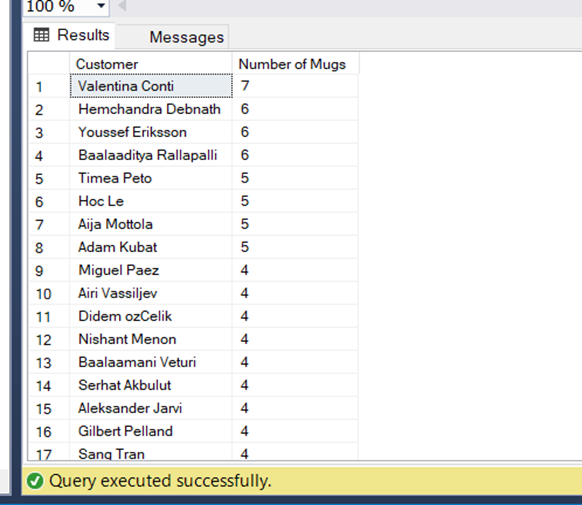 100 %
Results Messages
Customer Number of Mugs
1 Valentina Conti 7
2 Hemchandra Debnath 6
3 Youssef Eriksson 6
4 Baalaaditya Rallapalli 6
5 Timea Peto 5
6 Hoc Le 5
7 Aija Mottola 5
8 Adam Kubat 5
9 Miguel Paez 4
10 Airi Vassiljev 4
11 Didem ozCelik 4
12 Nishant Menon 4
13 Baalaamani Veturi 4
14 Serhat Akbulut 4
15 Aleksander Jarvi 4
16 Gilbert Pelland 4
17 Sang Tran 4
Query executed successfully.